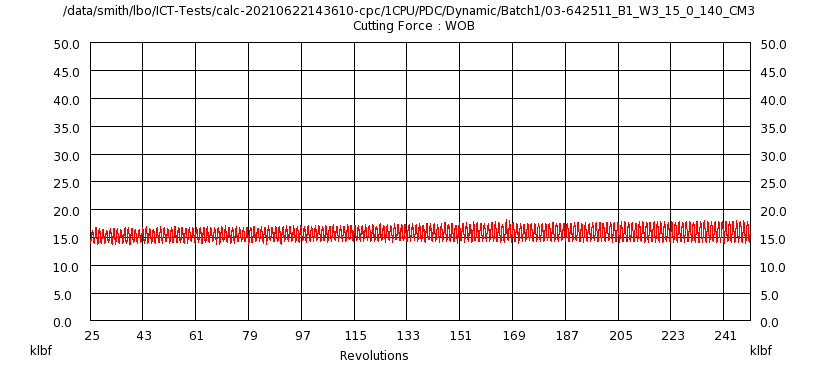 /data/smith/lbo/ICT-Tests/calc-20210622143610-cpc/1CPU/PDC/Dynamic/Batch1/03-642511_B1_W3_15_0_140_CM3
Cutting Force : WOB
50.0 50.0
45.0 45.0
40.0 40.0
35.0 35.0
30.0 30.0
25.0 25.0
20.0 20.0
15.0 15.0
10.0 10.0
5.0 5.0
0.0 0.0
25 43 61 79 97 115 133 151 169 187 205 223 241
klbf klbf
Revolutions